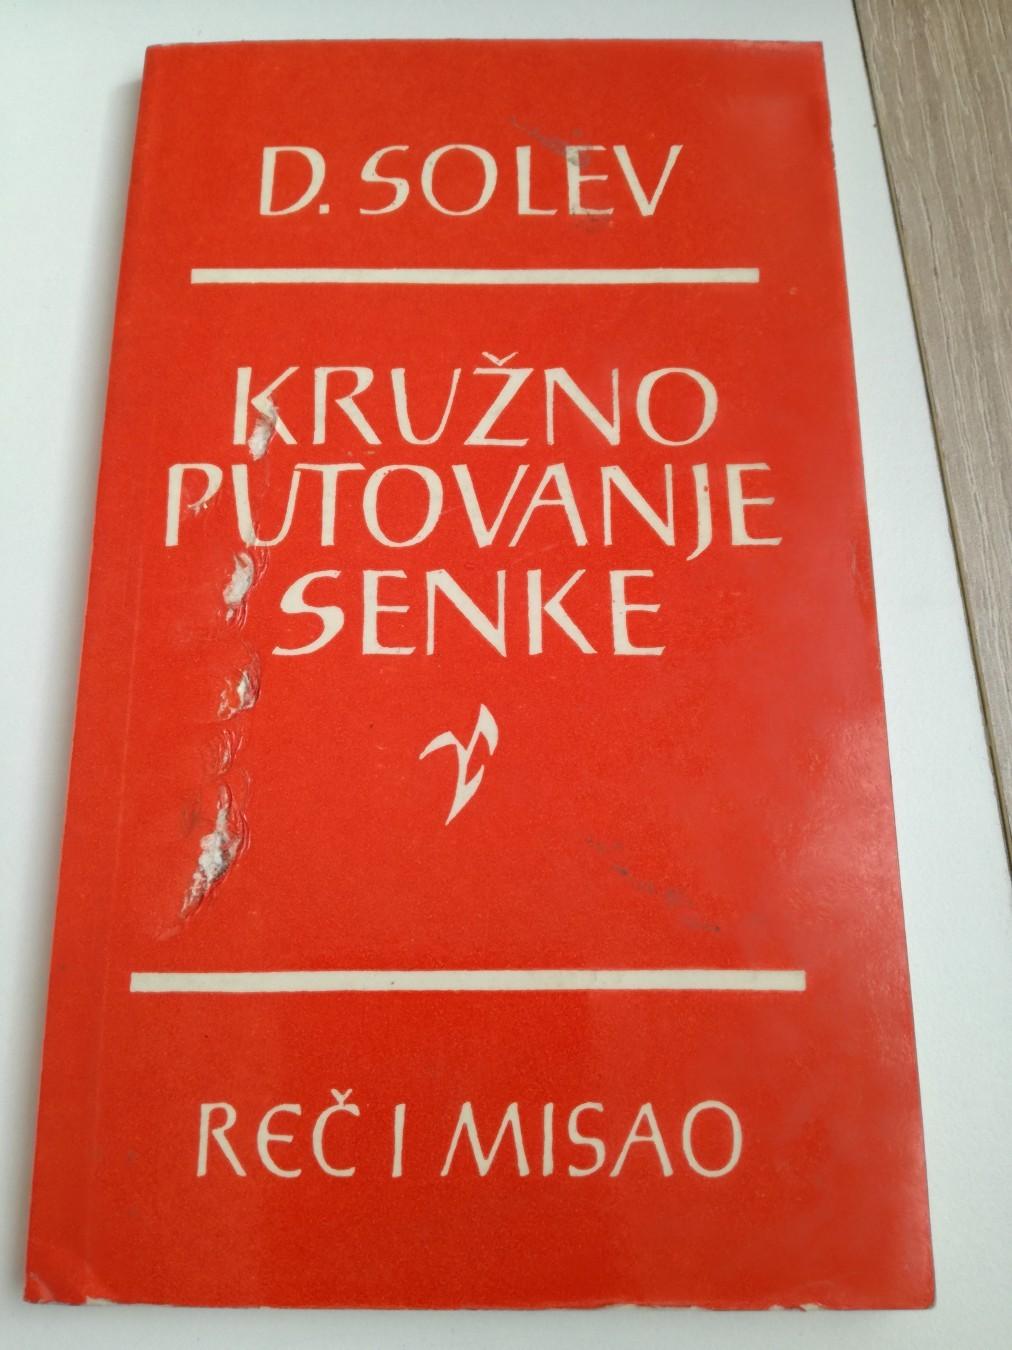 D. SOLEV
KRUŽNO
PUTOVANJE
SENKE
REČ I MISAO